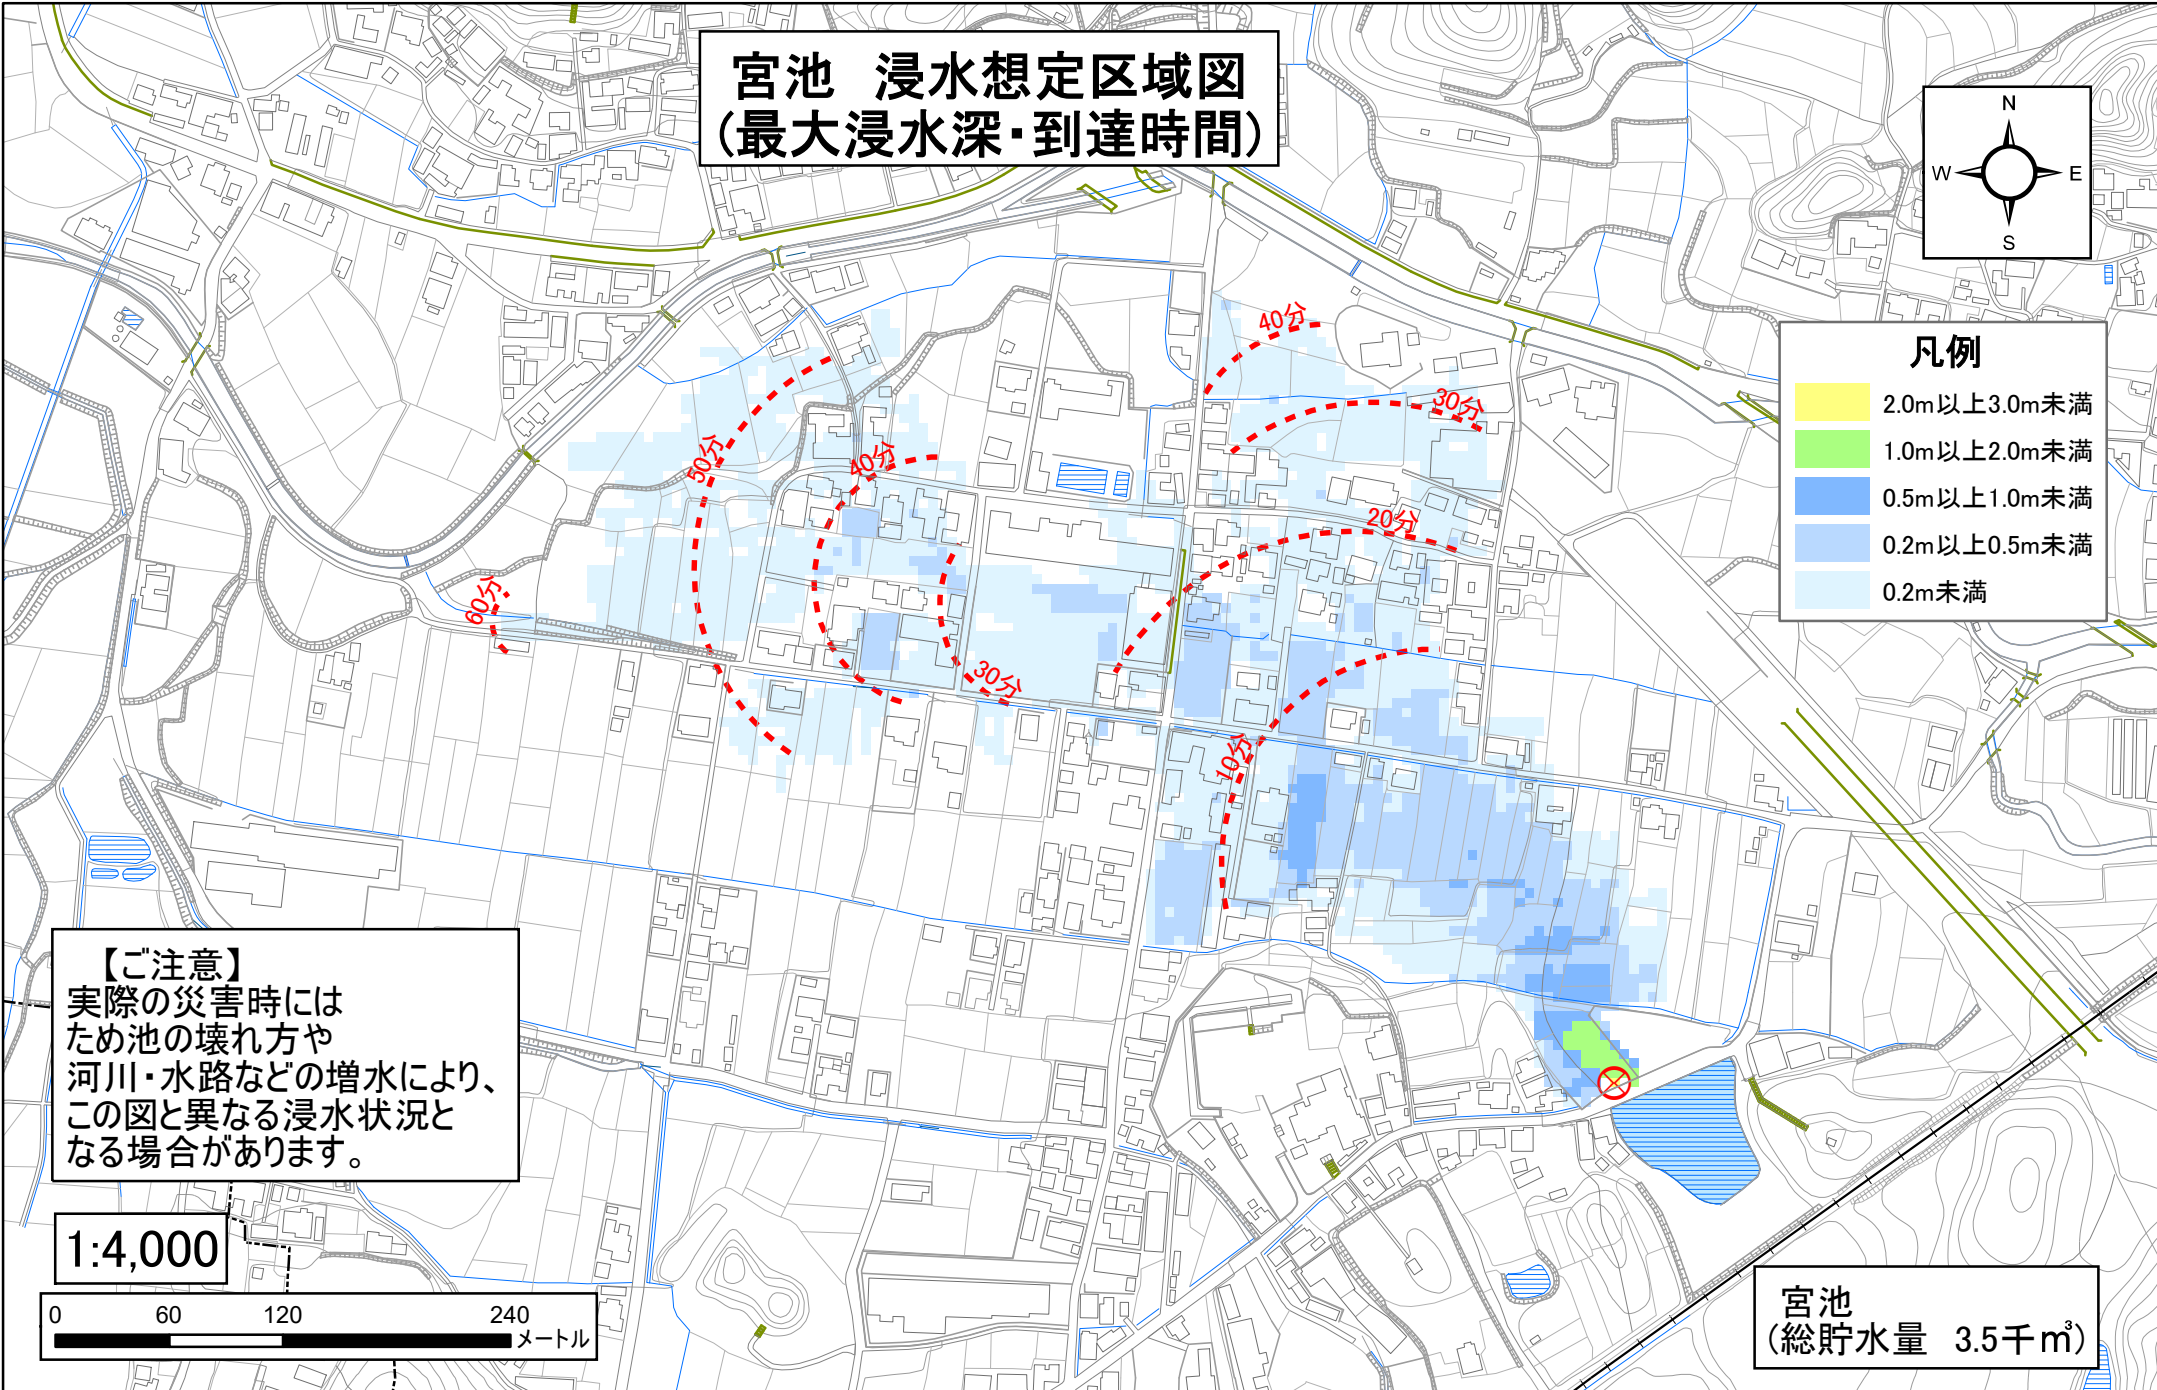 宮池　浸水想定区域図
(最大浸水深・到達時間)
N
W E
S
凡例
2.0m以上3.0m未満
1.0m以上2.0m未満
0.5m以上1.0m未満
0.2m以上0.5m未満
0.2m未満
40分
30分
20分
10分
50分
40分
30分
60分
【ご注意】
実際の災害時には
ため池の壊れ方や
河川・水路などの増水により、
この図と異なる浸水状況と
なる場合があります。
1:4,000
0 60 120 240
メートル
宮池
(総貯水量　3.5千㎥)